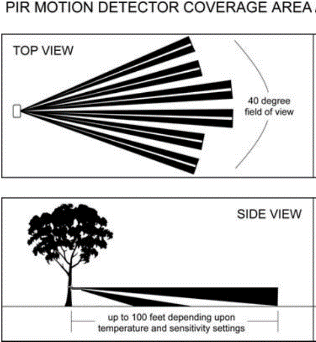 PIR MOTION DETECTOR COVERAGE AREA
TOP VIEW
40 degree
field of view
SIDE VIEW
up to 100 feet depending upon
temperature and sensitivity settings